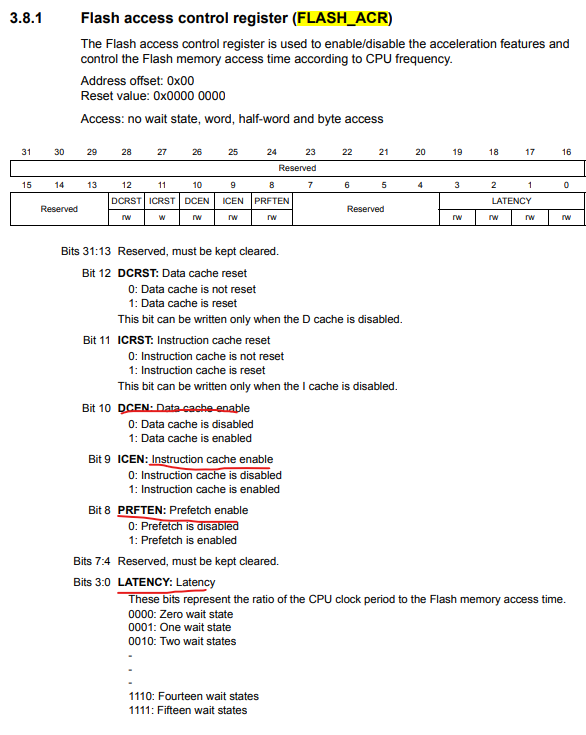 3.8.1 Flash access control register (FLASH_ACR)
The Flash access control register is used to enable/disable the acceleration features and
control the Flash memory access time according to CPU frequency.
Address offset: 0x00
Reset value: 0x0000 0000
Access: no wait state, word, half-word and byte access
31 30 29 28 27 26 25 24 23 22 21 20 19 18 17 16
Reserved
15 14 13 12 11 10 9 8 7 6 5 4 3 2 1 0
Reserved DCRST ICRST DCEN ICEN PRFTEN Reserved LATENCY
rw w rw rw rw rw rw rw rw
Bits 31:13 Reserved, must be kept cleared.
Bit 12 DCRST: Data cache reset
0: Data cache is not reset
1: Data cache is reset
This bit can be written only when the D cache is disabled.
Bit 11 ICRST: Instruction cache reset
0: Instruction cache is not reset
1: Instruction cache is reset
This bit can be written only when the I cache is disabled.
Bit 10 DCEN: Data cache enable
0: Data cache is disabled
1: Data cache is enabled
Bit 9 ICEN: Instruction cache enable
0: Instruction cache is disabled
1: Instruction cache is enabled
Bit 8 PRFTEN: Prefetch enable
0: Prefetch is disabled
1: Prefetch is enabled
Bits 7:4 Reserved, must be kept cleared.
Bits 3:0 LATENCY: Latency
These bits represent the ratio of the CPU clock period to the Flash memory access time.
0000: Zero wait state
0001: One wait state
0010: Two wait states
-
-
-
1110: Fourteen wait states
1111: Fifteen wait states